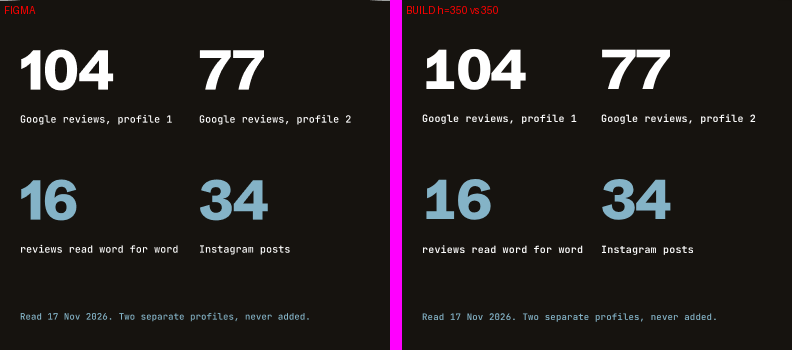 FIGMA
BUILD h=350 vs 350
104
77
104
77
Google reviews, profile 1
Google reviews, profile 2
Google reviews, profile 1
Google reviews, profile 2
16
34
16
34
reviews read word for word
Instagram posts
reviews read word for word
Instagram posts
Read 17 Nov 2026. Two separate profiles, never added.
Read 17 Nov 2026. Two separate profiles, never added.